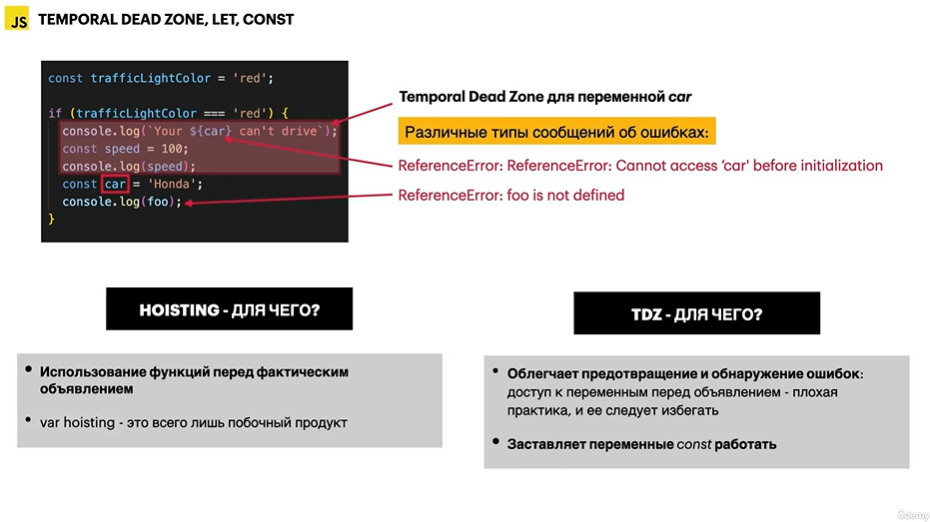 JS
TEMPORAL DEAD ZONE, LET, CONST
const trafficLightColor = 'red';
if (trafficLightColor === 'red') {
console.log(`Your ${car} can't drive`);
const speed = 100;
console.log(speed);
const car = 'Honda';
console.log(foo);
}
Temporal Dead Zone для переменной car
Различные типы сообщений об ошибках:
ReferenceError: ReferenceError: Cannot access ‘car' before initialization
ReferenceError: foo is not defined
HOISTING - ДЛЯ ЧЕГО?
• Использование функций перед фактическим
объявлением
• var hoisting - это всего лишь побочный продукт
TDZ - ДЛЯ ЧЕГО?
• Облегчает предотвращение и обнаружение ошибок:
доступ к переменным перед объявлением - плохая
практика, и ее следует избегать
• Заставляет переменные const работать
ûdemy